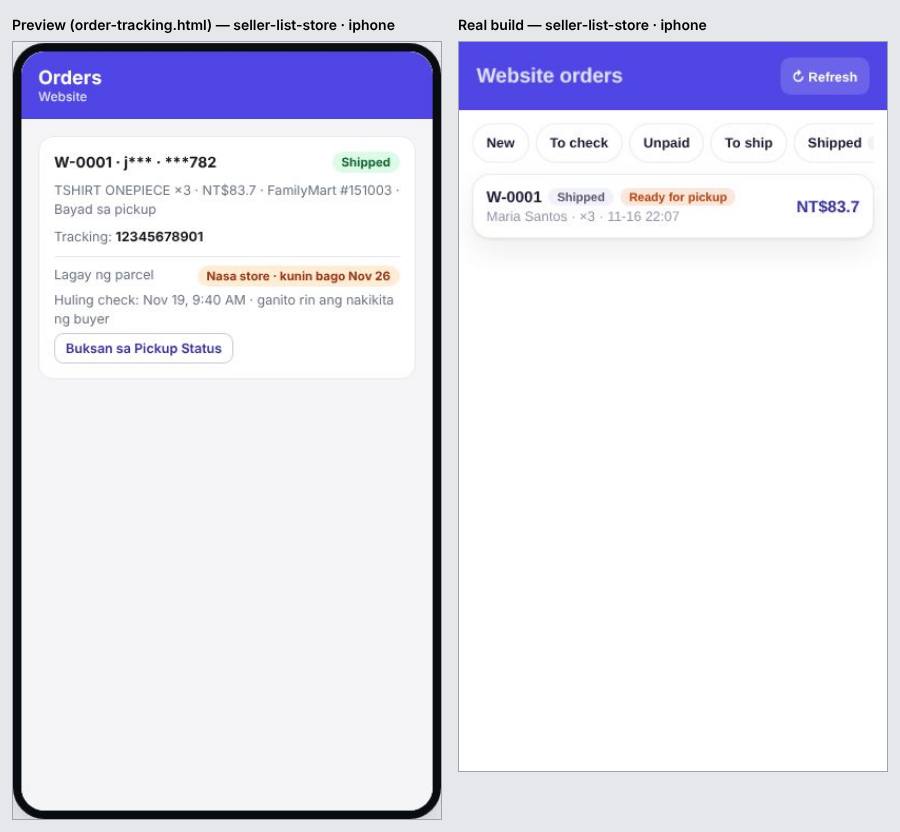 Preview (order-tracking.html) — seller-list-store · iphone
Orders
Website
W-0001 · j*** · ***782
Shipped
TSHIRT ONEPIECE ×3 · NT$83.7 · FamilyMart #151003 ·
Bayad sa pickup
Tracking: 12345678901
Lagay ng parcel
Nasa store · kunin bago Nov 26
Huling check: Nov 19, 9:40 AM · ganito rin ang nakikita
ng buyer
Buksan sa Pickup Status
Real build — seller-list-store · iphone
Website orders
↻ Refresh
New
To check
Unpaid
To ship
Shipped
W-0001
Shipped
Ready for pickup
Maria Santos · ×3 · 11-16 22:07
NT$83.7